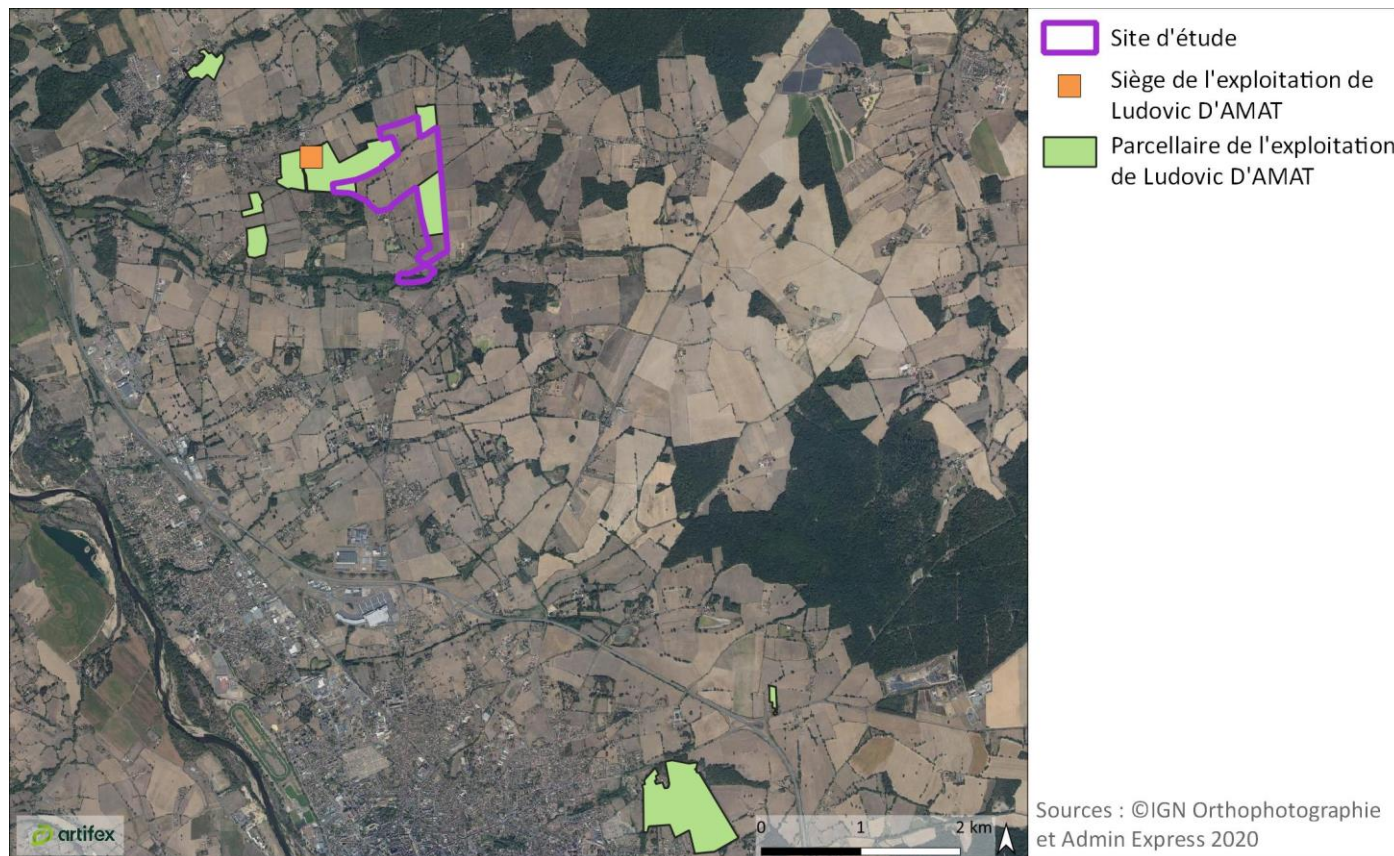 Site d'étude
Siège de l'exploitation de
Ludovic D'AMAT
Parcellaire de l'exploitation
de Ludovic D'AMAT
artifex
0 1 2 km
Sources : ©IGN Orthophotographie
et Admin Express 2020